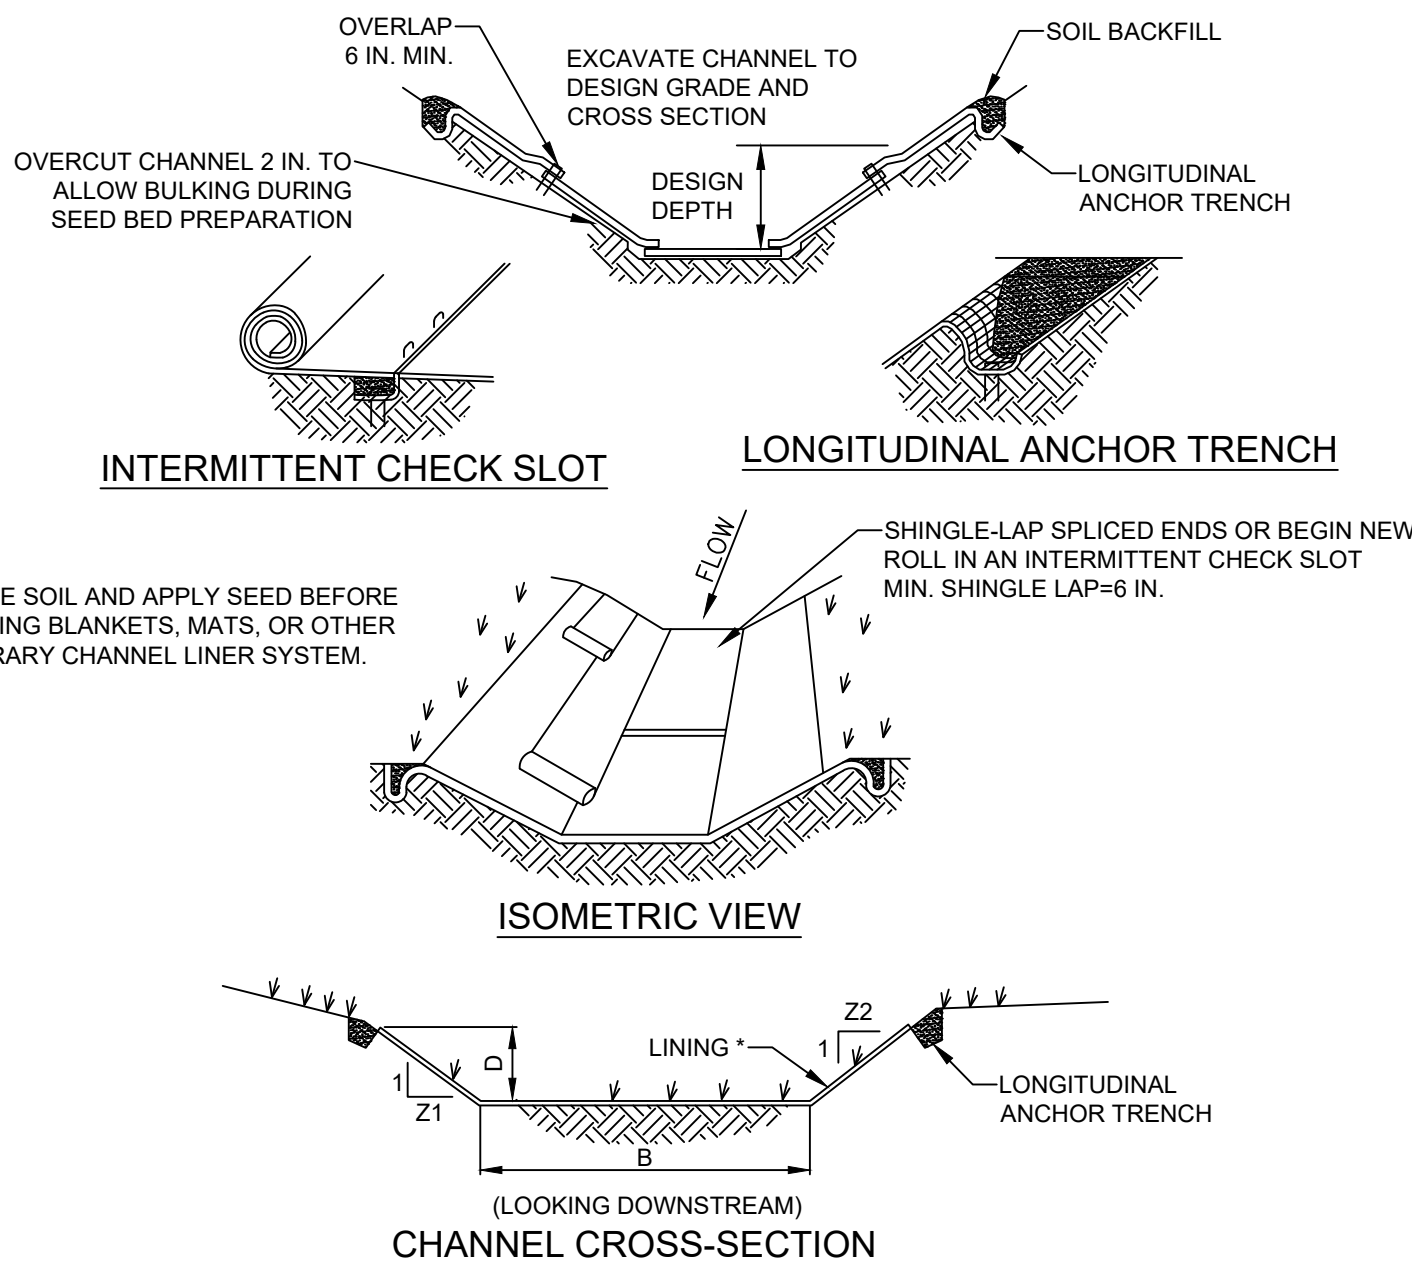 OVERLAP
6 IN. MIN.
EXCAVATE CHANNEL TO
DESIGN GRADE AND
CROSS SECTION
SOIL BACKFILL
OVERCUT CHANNEL 2 IN. TO
ALLOW BULKING DURING
SEED BED PREPARATION
DESIGN
DEPTH
LONGITUDINAL
ANCHOR TRENCH
INTERMITTENT CHECK SLOT
LONGITUDINAL ANCHOR TRENCH
FLOW
SHINGLE-LAP SPLICED ENDS OR BEGIN NEW
ROLL IN AN INTERMITTENT CHECK SLOT
MIN. SHINGLE LAP=6 IN.
SOIL AND APPLY SEED BEFORE
BLANKETS, MATS, OR OTHER
CHANNEL LINER SYSTEM.
ISOMETRIC VIEW
1
Z1
D
LINING *
1
Z2
LONGITUDINAL
ANCHOR TRENCH
B
(LOOKING DOWNSTREAM)
CHANNEL CROSS-SECTION